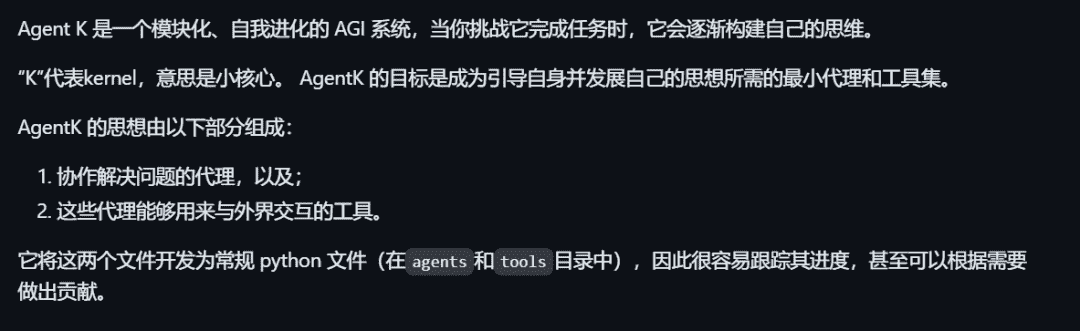 Agent K 是一个模块化、自我进化的 AGI 系统，当你挑战它完成任务时，它会逐渐构建自己的思维。
“K”代表kernel，意思是小核心。 AgentK 的目标是成为引导自身并发展自己的思想所需的最小代理和工具集。
AgentK 的思想由以下部分组成：
1. 协作解决问题的代理，以及；
2. 这些代理能够用来与外界交互的工具。
它将这两个文件开发为常规 python 文件（在 agents 和 tools 目录中），因此很容易跟踪其进度，甚至可以根据需要
做出贡献。